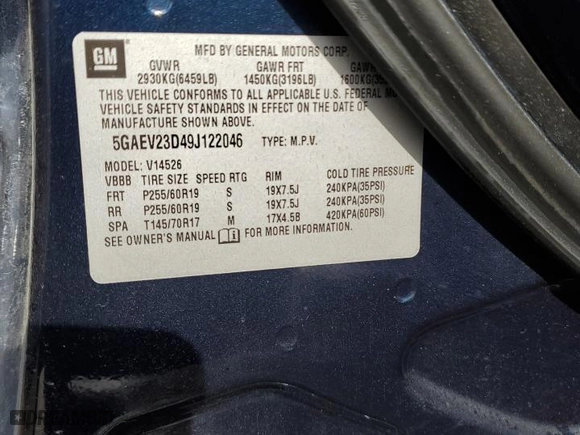 GM
MFD BY GENERAL MOTORS CORP.
GVWR GAWR FRT GAWR
2930KG(6459LB) 1450KG(3196LB)
THIS VEHICLE CONFORMS TO ALL APPLICABLE U.S. FEDERAL
VEHICLE SAFETY STANDARDS IN EFFECT ON THE DATE OF
MANUFACTURE SHOWN ABOVE.
5GAEV23D49J122046 TYPE: M.P.V.
MODEL: V14526
VBBB TIRE SIZE SPEED RTG RIM COLD TIRE PRESSURE
FRT P255/60R19 S 19X7.5J 240KPA(35PSI)
RR P255/60R19 S 19X7.5J 240KPA(35PSI)
SPA T145/70R17 M 17X4.5B 420KPA(60PSI)
SEE OWNER'S MANUAL FOR MORE INFORMATION.